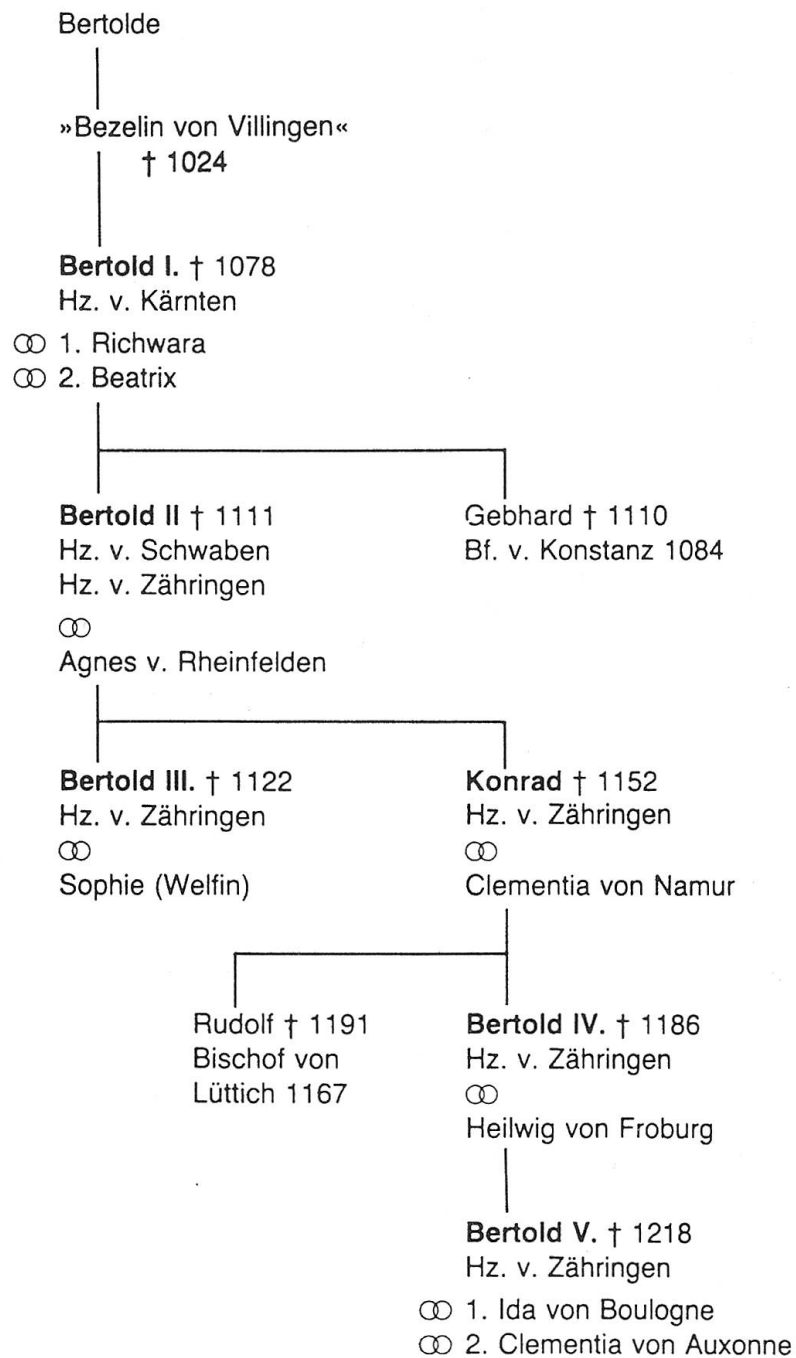 Bertolde
»Bezelin von Villingen«
† 1024
Bertold I. † 1078
Hz. v. Kärnten
⚭ 1. Richwara
⚭ 2. Beatrix
Bertold II † 1111
Hz. v. Schwaben
Hz. v. Zähringen
⚭
Agnes v. Rheinfelden
Gebhard † 1110
Bf. v. Konstanz 1084
Bertold III. † 1122
Hz. v. Zähringen
⚭
Sophie (Welfin)
Konrad † 1152
Hz. v. Zähringen
⚭
Clementia von Namur
Rudolf † 1191
Bischof von
Lüttich 1167
Bertold IV. † 1186
Hz. v. Zähringen
⚭
Heilwig von Froburg
Bertold V. † 1218
Hz. v. Zähringen
⚭ 1. Ida von Boulogne
⚭ 2. Clementia von Auxonne